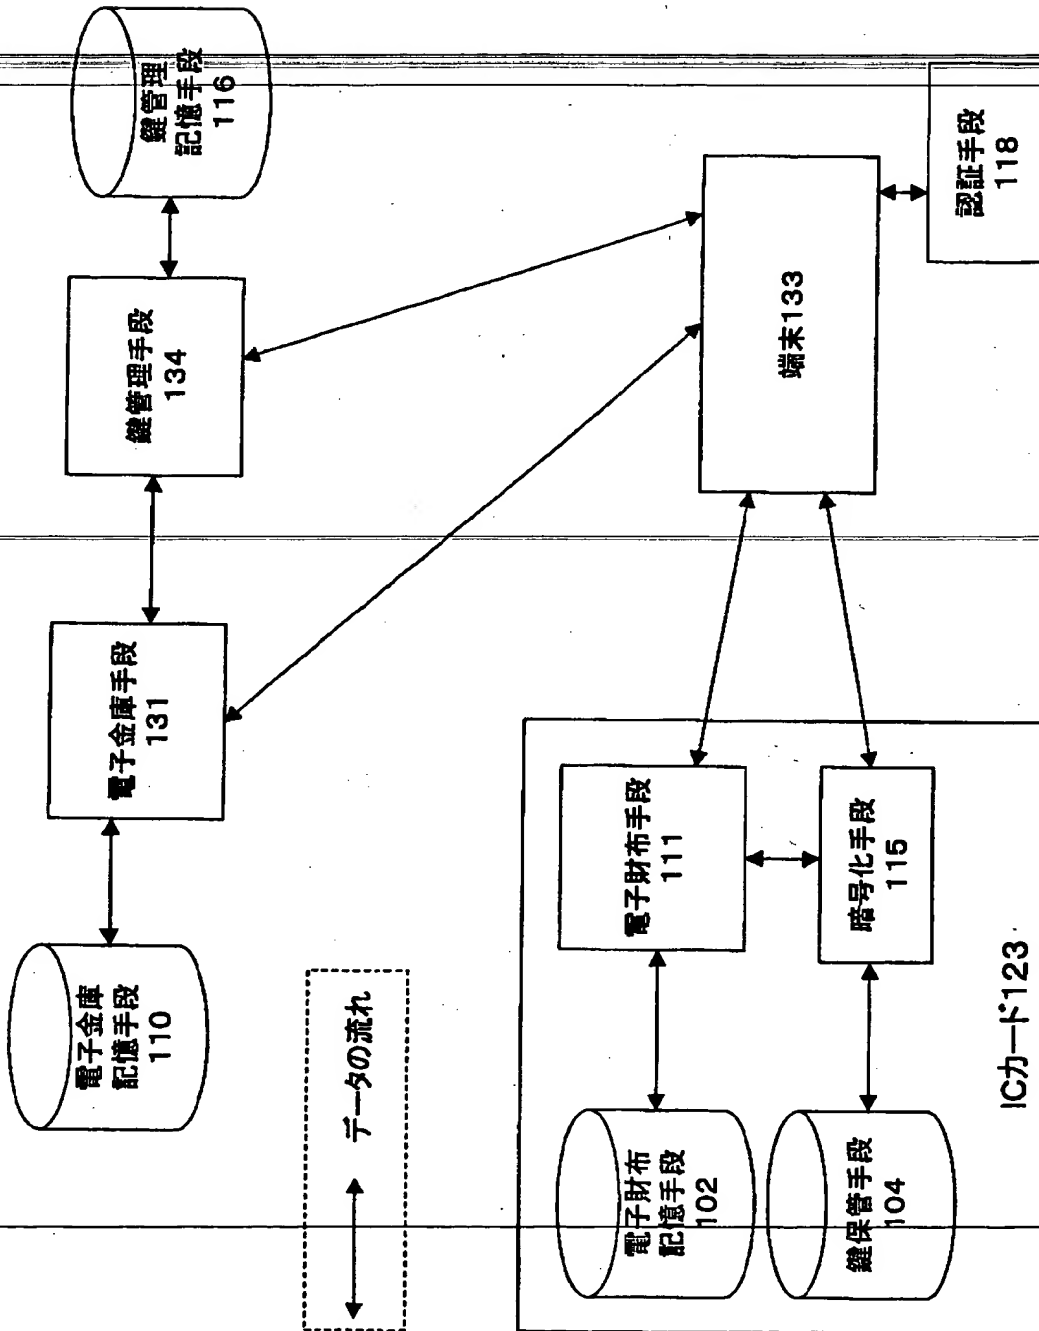 電子金庫
記憶手段
110
電子金庫手段
131
鍵管理手段
134
鍵管理
記憶手段
116
データの流れ
電子財布
記憶手段
102
電子財布手段
111
鍵保管手段
104
暗号化手段
115
ICカード123
端末133
認証手段
118